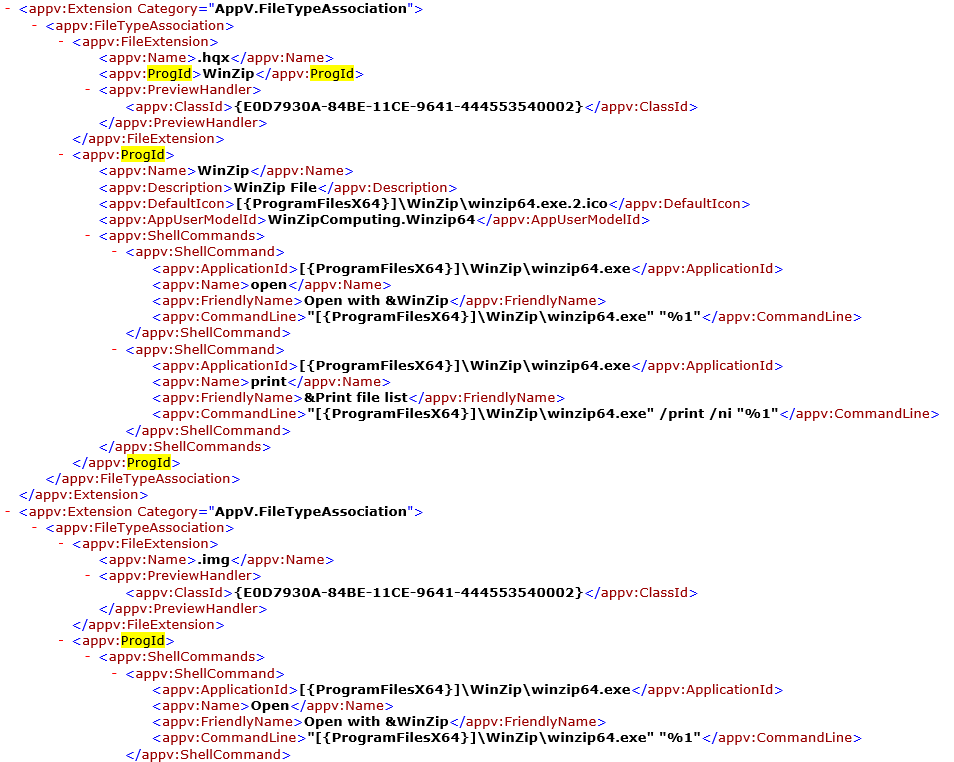 - <appv:Extension Category="AppV.FileTypeAssociation">
- <appv:FileTypeAssociation>
- <appv:FileExtension>
<appv:Name>.hqx</appv:Name>
<appv:ProgId>WinZip</appv:ProgId>
- <appv:PreviewHandler>
<appv:ClassId>{E0D7930A-84BE-11CE-9641-444553540002}</appv:ClassId>
</appv:PreviewHandler>
</appv:FileExtension>
- <appv:ProgId>
<appv:Name>WinZip</appv:Name>
<appv:Description>WinZip File</appv:Description>
<appv:DefaultIcon>[{ProgramFilesX64}]\WinZip\winzip64.exe.2.ico</appv:DefaultIcon>
<appv:AppUserModelId>WinZipComputing.Winzip64</appv:AppUserModelId>
- <appv:ShellCommands>
- <appv:ShellCommand>
<appv:ApplicationId>[{ProgramFilesX64}]\WinZip\winzip64.exe</appv:ApplicationId>
<appv:Name>open</appv:Name>
<appv:FriendlyName>Open with &WinZip</appv:FriendlyName>
<appv:CommandLine>"[{ProgramFilesX64}]\WinZip\winzip64.exe" "%1"</appv:CommandLine>
</appv:ShellCommand>
- <appv:ShellCommand>
<appv:ApplicationId>[{ProgramFilesX64}]\WinZip\winzip64.exe</appv:ApplicationId>
<appv:Name>print</appv:Name>
<appv:FriendlyName>&Print file list</appv:FriendlyName>
<appv:CommandLine>"[{ProgramFilesX64}]\WinZip\winzip64.exe" /print /ni "%1"</appv:CommandLine>
</appv:ShellCommand>
</appv:ShellCommands>
</appv:ProgId>
</appv:FileTypeAssociation>
</appv:Extension>
- <appv:Extension Category="AppV.FileTypeAssociation">
- <appv:FileTypeAssociation>
- <appv:FileExtension>
<appv:Name>.img</appv:Name>
- <appv:PreviewHandler>
<appv:ClassId>{E0D7930A-84BE-11CE-9641-444553540002}</appv:ClassId>
</appv:PreviewHandler>
</appv:FileExtension>
- <appv:ProgId>
- <appv:ShellCommands>
- <appv:ShellCommand>
<appv:ApplicationId>[{ProgramFilesX64}]\WinZip\winzip64.exe</appv:ApplicationId>
<appv:Name>Open</appv:Name>
<appv:FriendlyName>Open with &WinZip</appv:FriendlyName>
<appv:CommandLine>"[{ProgramFilesX64}]\WinZip\winzip64.exe" "%1"</appv:CommandLine>
</appv:ShellCommand>